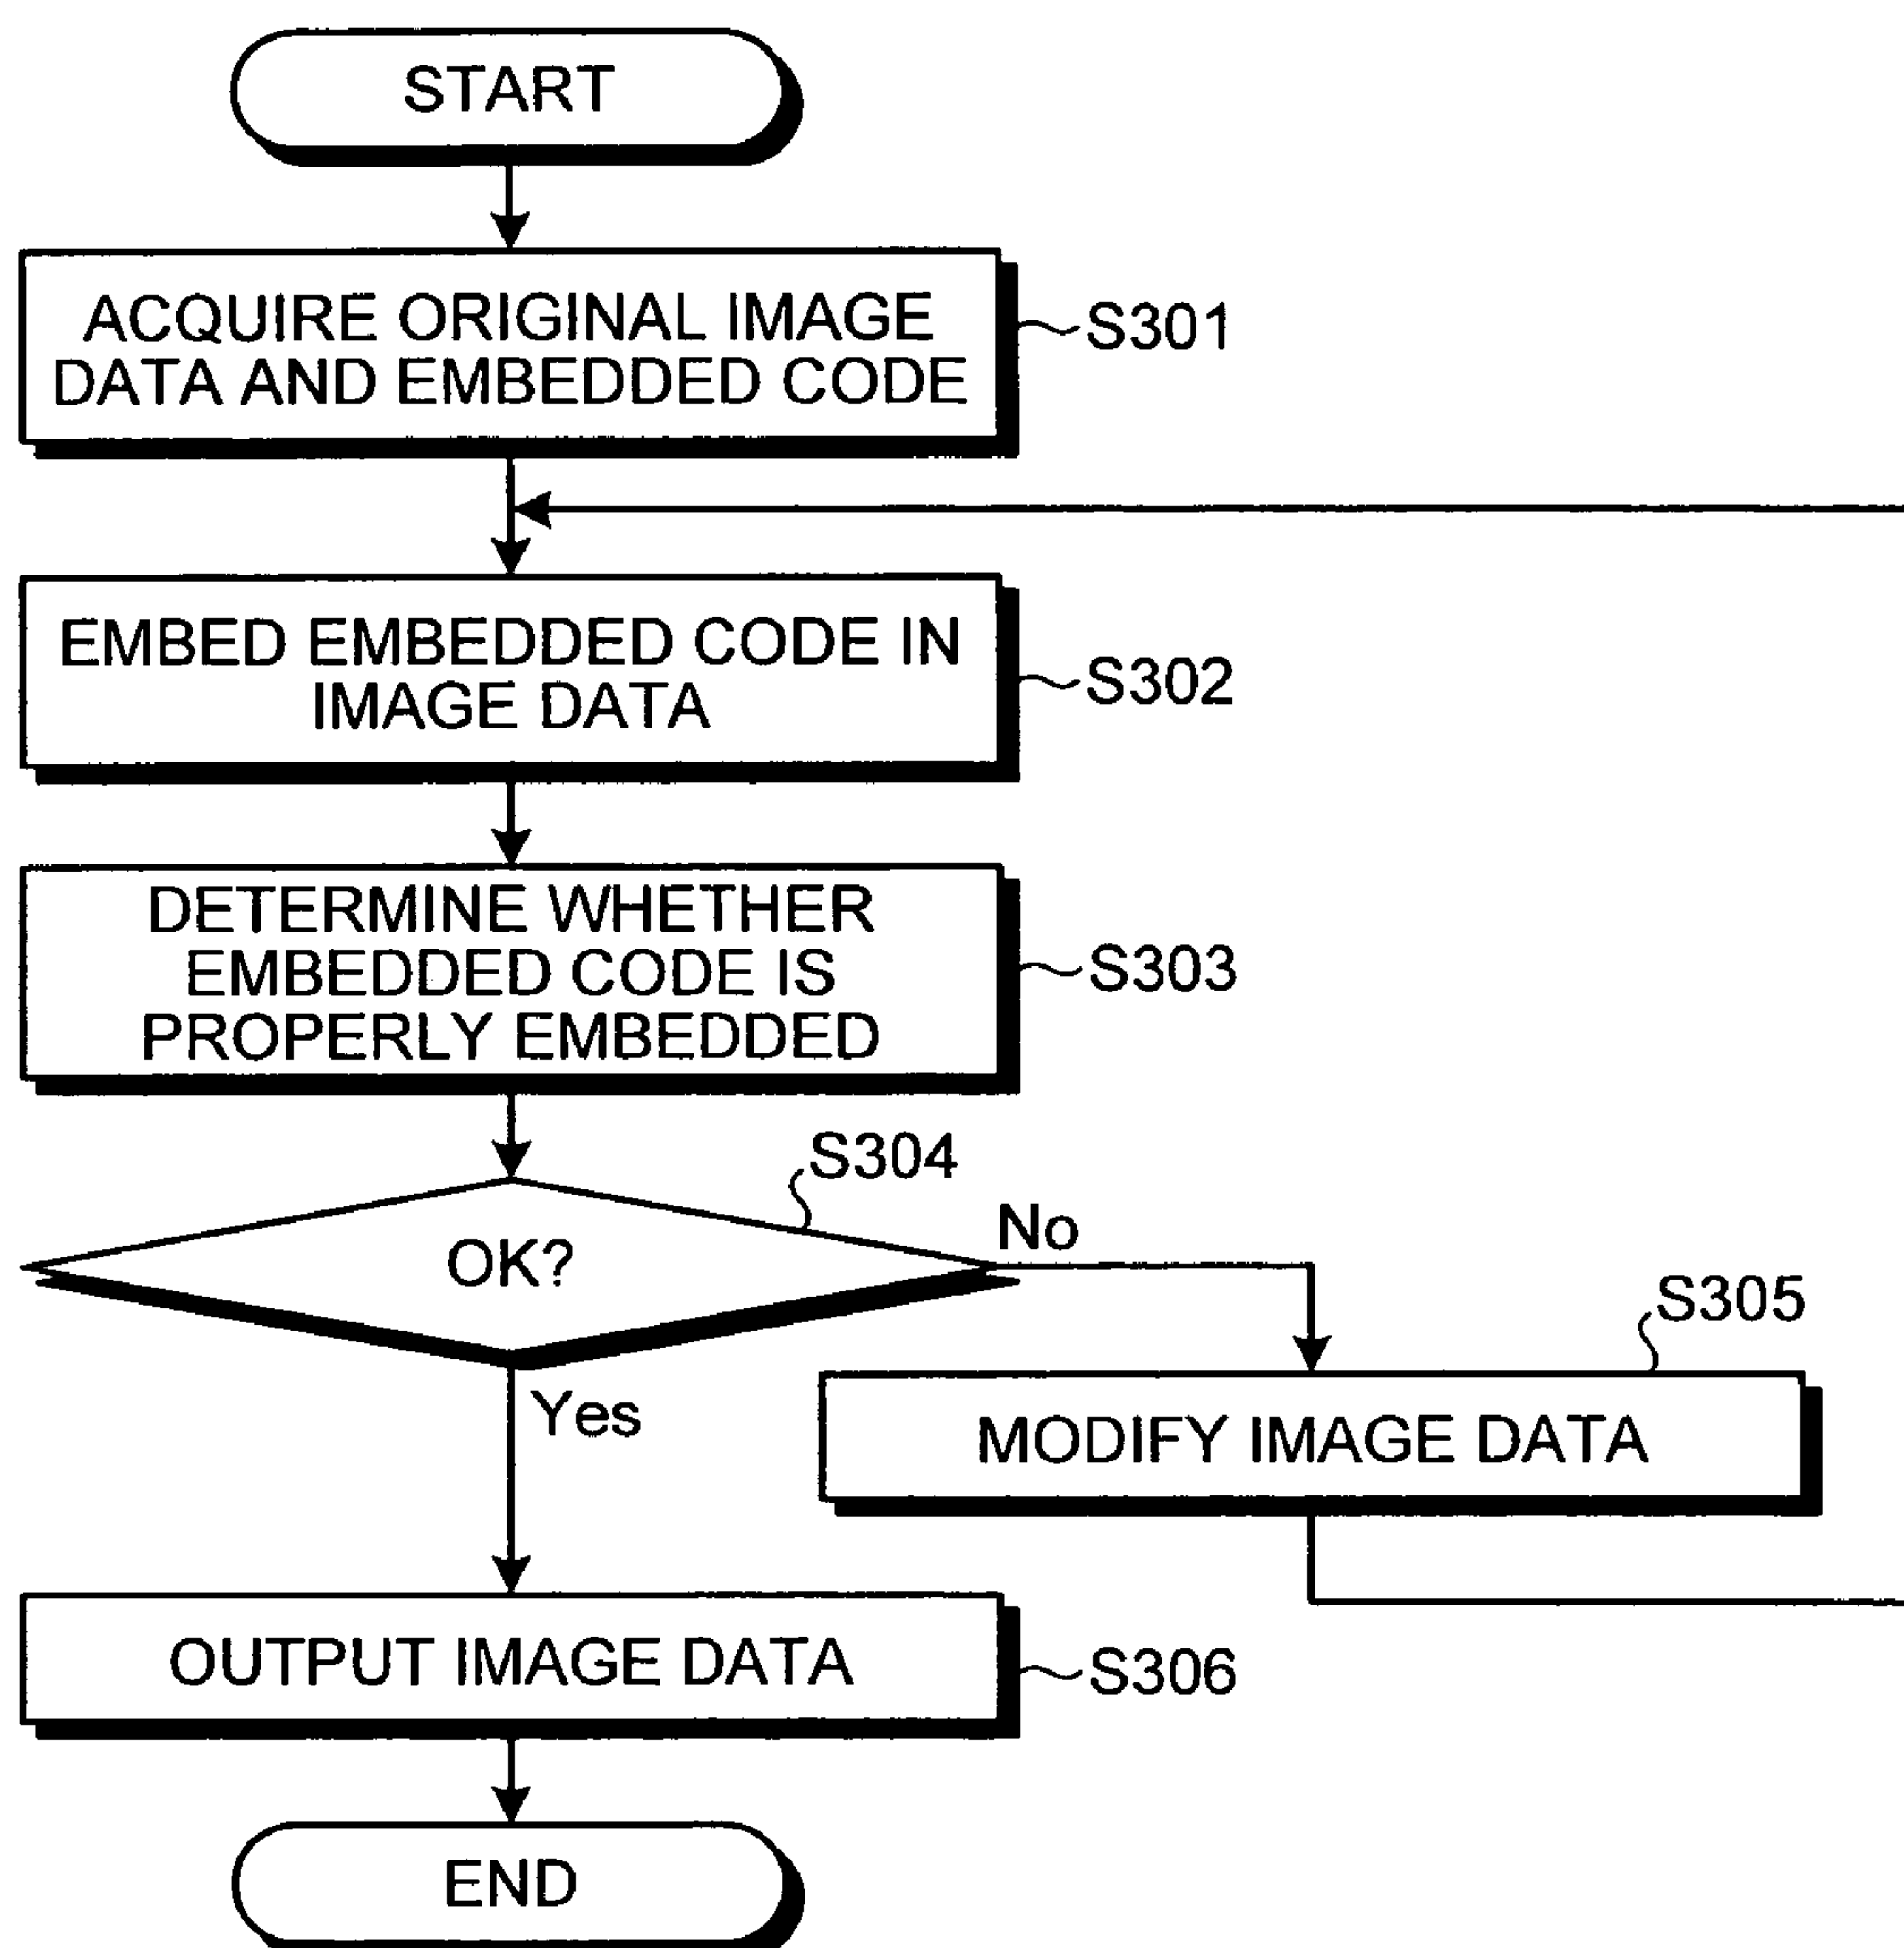 START
ACQUIRE ORIGINAL IMAGE
DATA AND EMBEDDED CODE
S301
EMBED EMBEDDED CODE IN
IMAGE DATA
S302
DETERMINE WHETHER
EMBEDDED CODE IS
PROPERLY EMBEDDED
S303
S304
OK?
No
Yes
S305
MODIFY IMAGE DATA
OUTPUT IMAGE DATA
S306
END